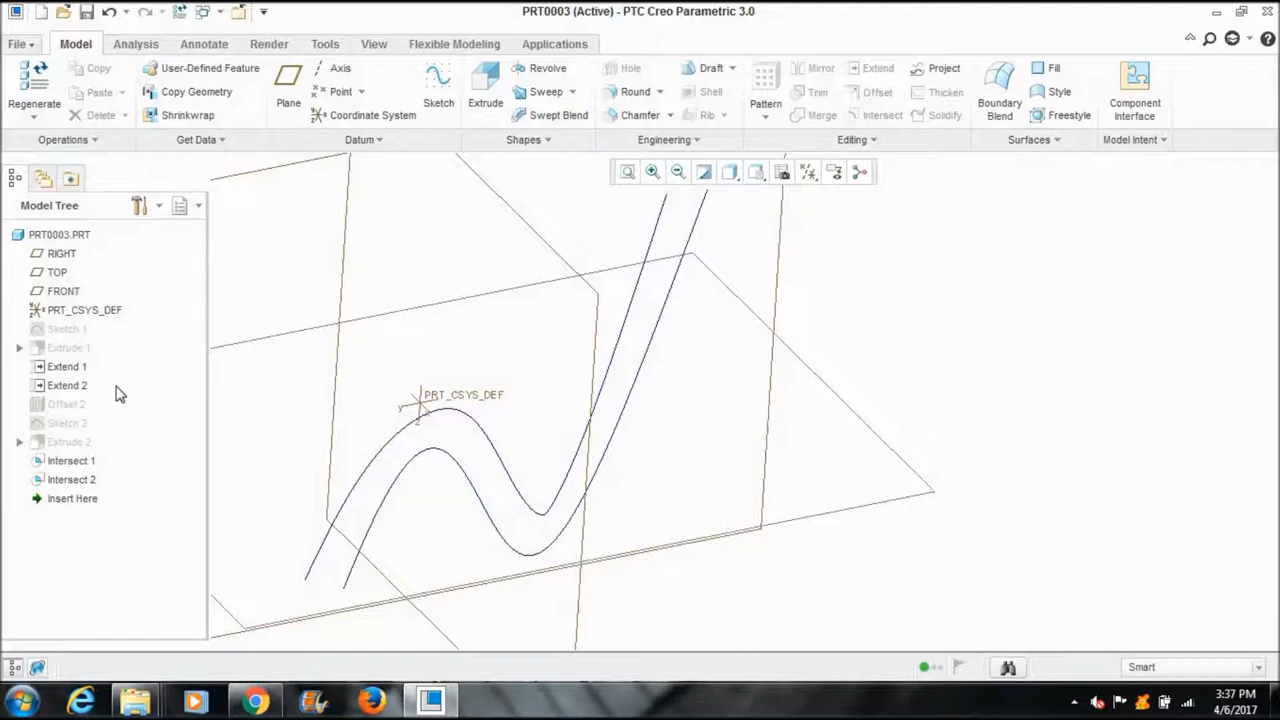 PRT0003 (Active) - PTC Creo Parametric 3.0
File Model Analysis Annotate Render Tools View Flexible Modeling Applications
Regenerate
Copy
Paste
Delete
Operations
User-Defined Feature
Copy Geometry
Shrinkwrap
Get Data
Plane
Axis
Point
Coordinate System
Datum
Sketch
Extrude
Revolve
Sweep
Swept Blend
Shapes
Hole
Round
Chamfer
Draft
Shell
Rib
Engineering
Pattern
Mirror
Trim
Merge
Extend
Offset
Intersect
Project
Thicken
Solidify
Editing
Boundary
Blend
Fill
Style
Freestyle
Surfaces
Component
Interface
Model Intent
Model Tree
PRT0003.PRT
RIGHT
TOP
FRONT
PRT_CSYS_DEF
Sketch 1
Extrude 1
Extend 1
Extend 2
Offset 2
Sketch 2
Extrude 2
Intersect 1
Intersect 2
Insert Here
PRT_CSYS_DEF
Y
Z
Smart
3:37 PM
4/6/2017